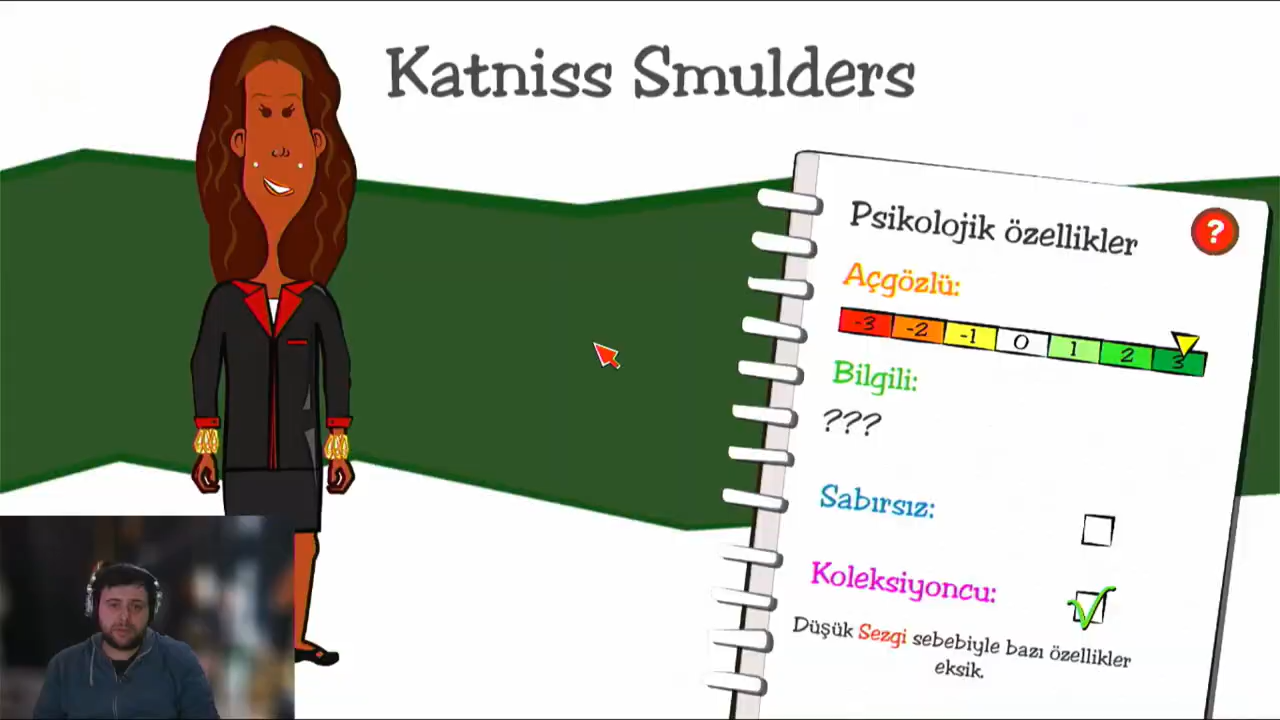 Katniss Smulders
Psikolojik özellikler
?
Açgözlü:
-3 -2 -1 0 1 2 3
Bilgili:
???
Sabırsız:
Koleksiyoncu:
Düşük Sezgi sebebiyle bazı özellikler
eksik.